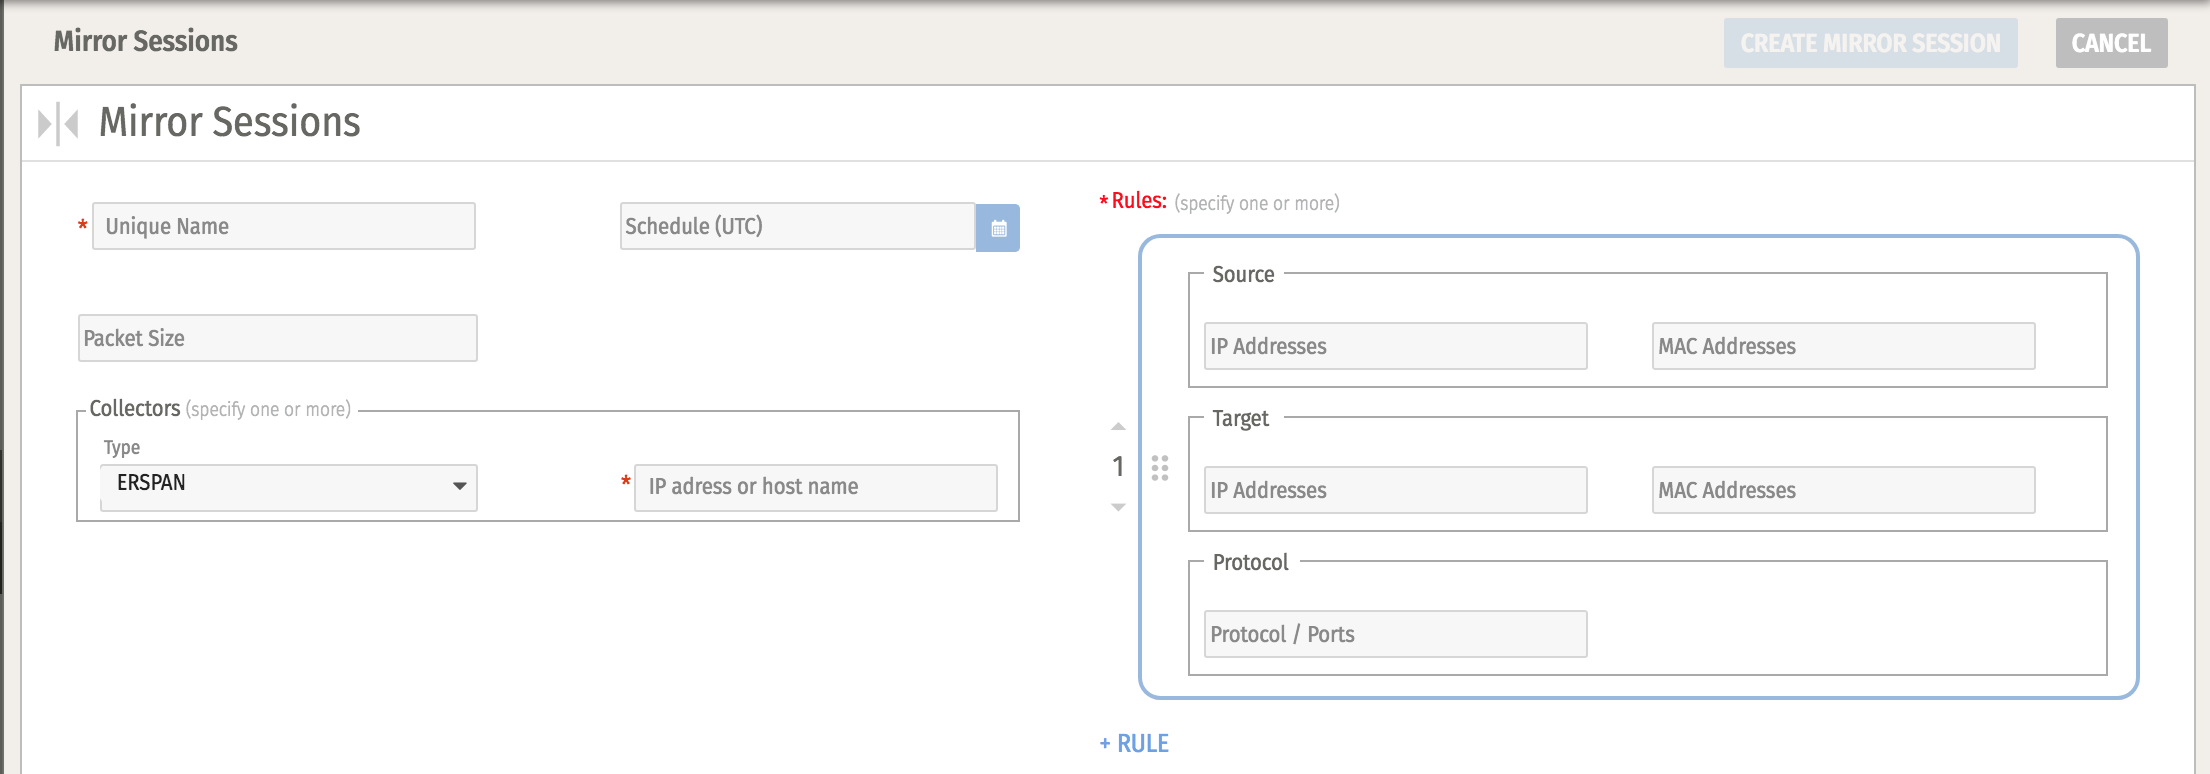 Mirror Sessions
CREATE MIRROR SESSION
CANCEL
Mirror Sessions
* Unique Name
Schedule (UTC)
Packet Size
Collectors (specify one or more)
Type
ERSPAN
* IP adress or host name
* Rules: (specify one or more)
1
Source
IP Addresses
MAC Addresses
Target
IP Addresses
MAC Addresses
Protocol
Protocol / Ports
+ RULE